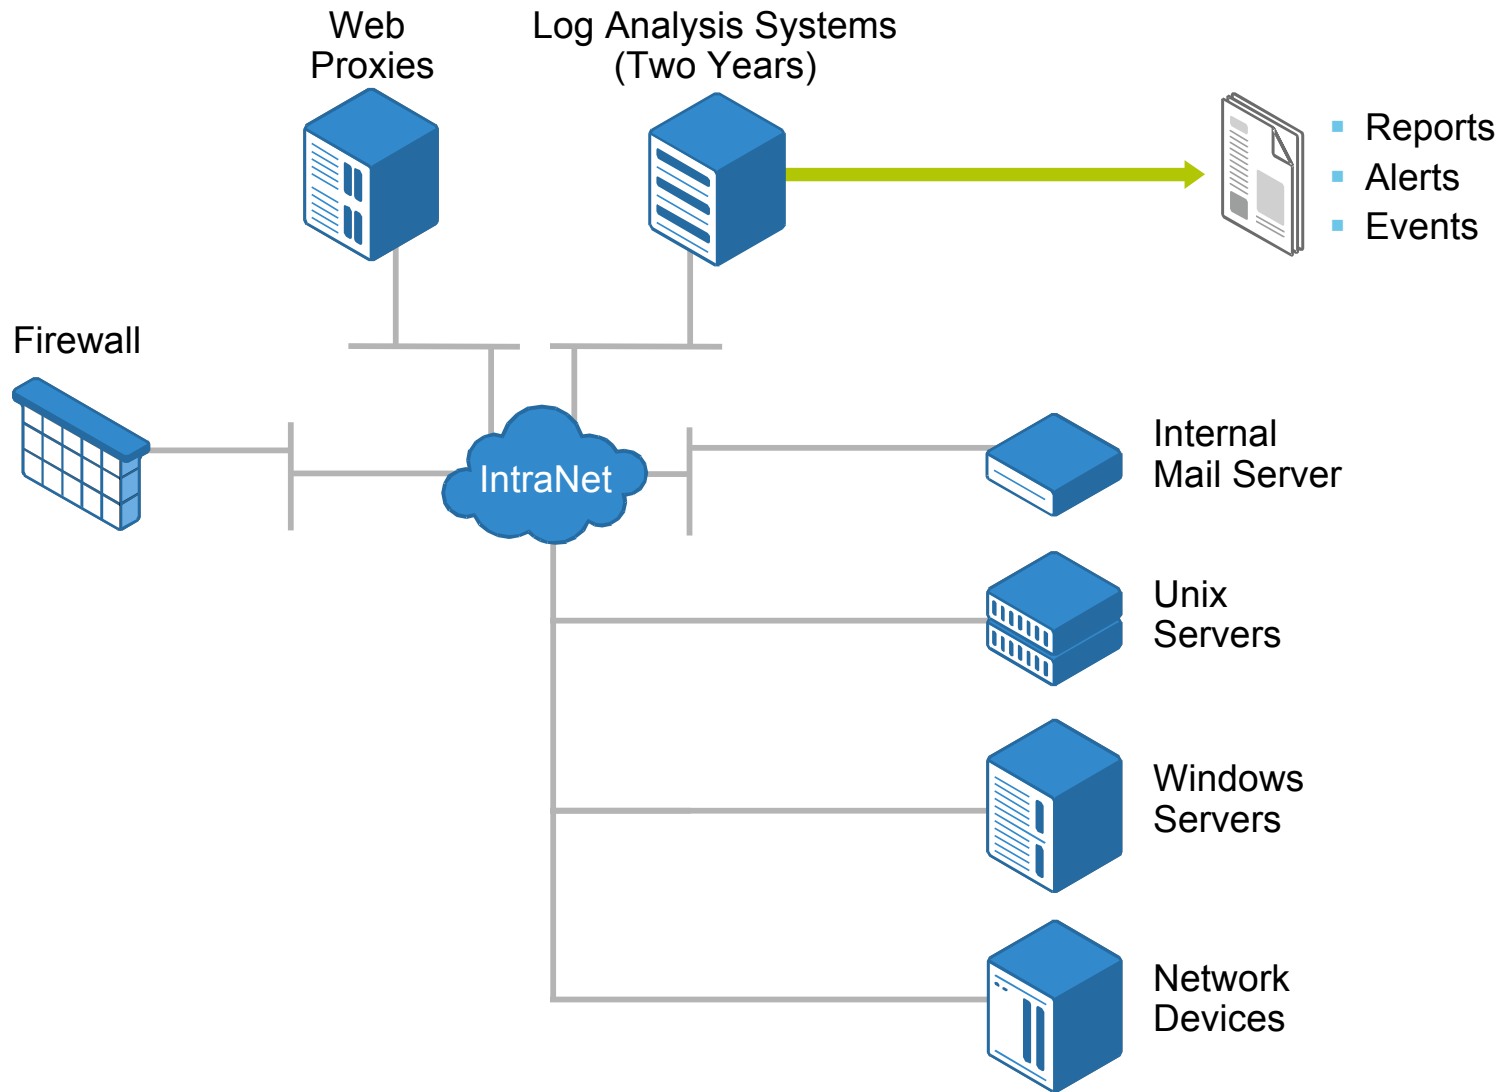 Web
Proxies
Log Analysis Systems
(Two Years)
Reports
Alerts
Events
Firewall
IntraNet
Internal
Mail Server
Unix
Servers
Windows
Servers
Network
Devices